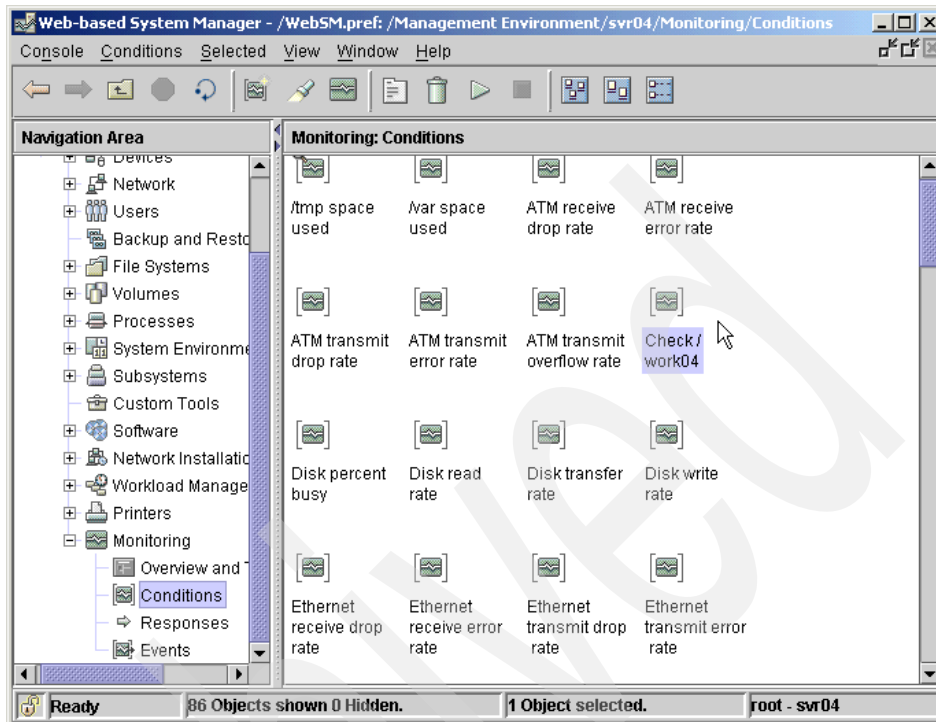 Web-based System Manager - /WebSM.pref: /Management Environment/svr04/Monitoring/Conditions
Console Conditions Selected View Window Help
Navigation Area
Devices
Network
Users
Backup and Resto
File Systems
Volumes
Processes
System Environme
Subsystems
Custom Tools
Software
Network Installatic
Workload Manage
Printers
Monitoring
Overview and T
Conditions
Responses
Events
Monitoring: Conditions
/tmp space
used
/var space
used
ATM receive
drop rate
ATM receive
error rate
ATM transmit
drop rate
ATM transmit
error rate
ATM transmit
overflow rate
Check /
work04
Disk percent
busy
Disk read
rate
Disk transfer
rate
Disk write
rate
Ethernet
receive drop
rate
Ethernet
receive error
rate
Ethernet
transmit drop
rate
Ethernet
transmit error
rate
Ready
86 Objects shown 0 Hidden.
1 Object selected.
root - svr04